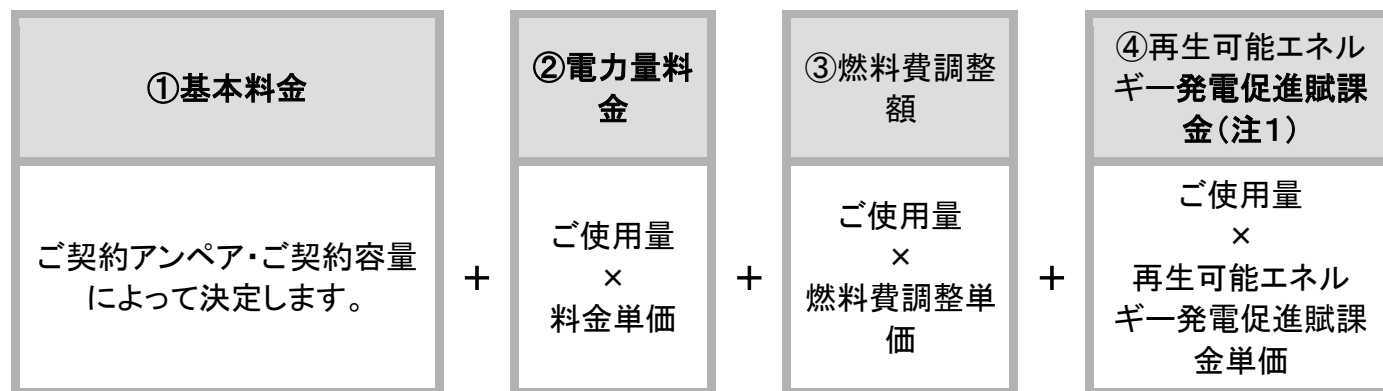 ①基本料金
ご契約アンペア・ご契約容量
によって決定します。
＋
②電力量料
金
ご使用量
×
料金単価
＋
③燃料費調整
額
ご使用量
×
燃料費調整単
価
＋
④再生可能エネル
ギー発電促進賦課
金（注１）
ご使用量
×
再生可能エネル
ギー発電促進賦課
金単価